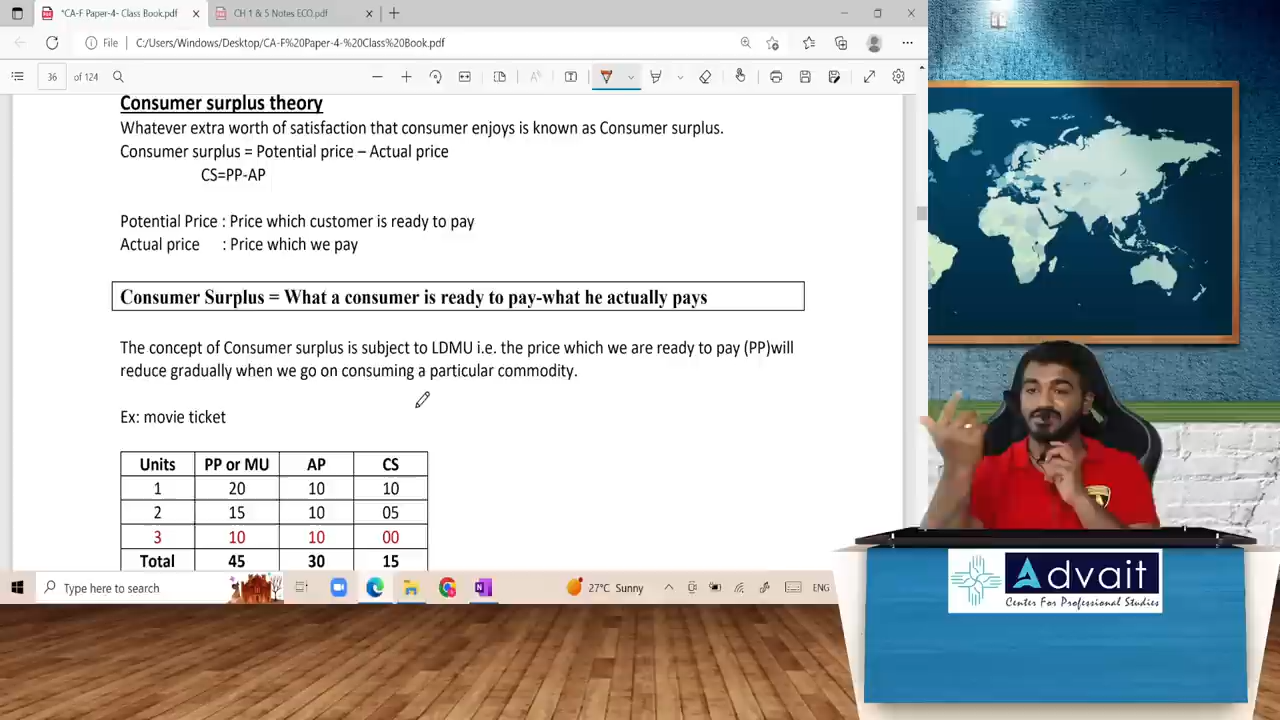 *CA-F Paper-4- Class Book.pdf
CH 1 & 5 Notes ECO.pdf
File
C:/Users/Windows/Desktop/CA-F%20Paper-4-%20Class%20Book.pdf
36 of 124
Consumer surplus theory
Whatever extra worth of satisfaction that consumer enjoys is known as Consumer surplus.
Consumer surplus = Potential price – Actual price
CS=PP-AP
Potential Price : Price which customer is ready to pay
Actual price : Price which we pay
Consumer Surplus = What a consumer is ready to pay-what he actually pays
The concept of Consumer surplus is subject to LDMU i.e. the price which we are ready to pay (PP)will
reduce gradually when we go on consuming a particular commodity.
Ex: movie ticket
Units PP or MU AP CS
1 20 10 10
2 15 10 05
3 10 10 00
Total 45 30 15
Type here to search
27°C Sunny
ENG
Advait
Center For Professional Studies